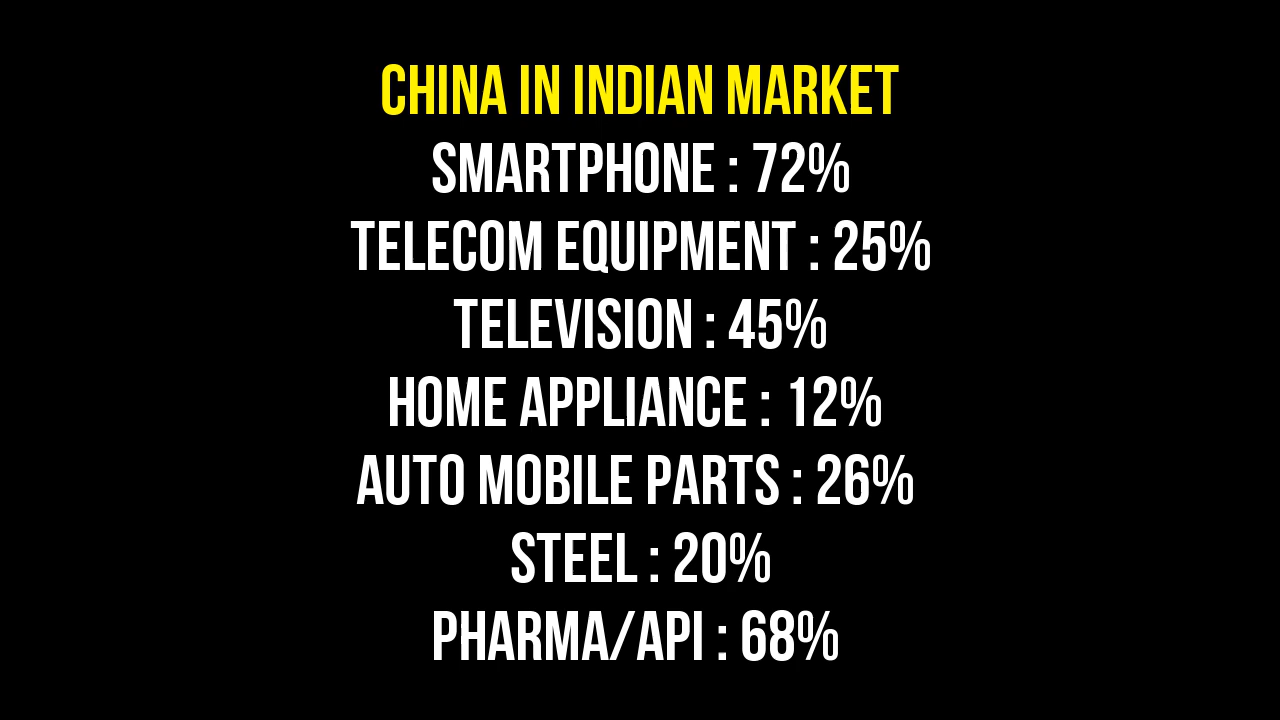 CHINA IN INDIAN MARKET
SMARTPHONE : 72%
TELECOM EQUIPMENT : 25%
TELEVISION : 45%
HOME APPLIANCE : 12%
AUTO MOBILE PARTS : 26%
STEEL : 20%
PHARMA/API : 68%